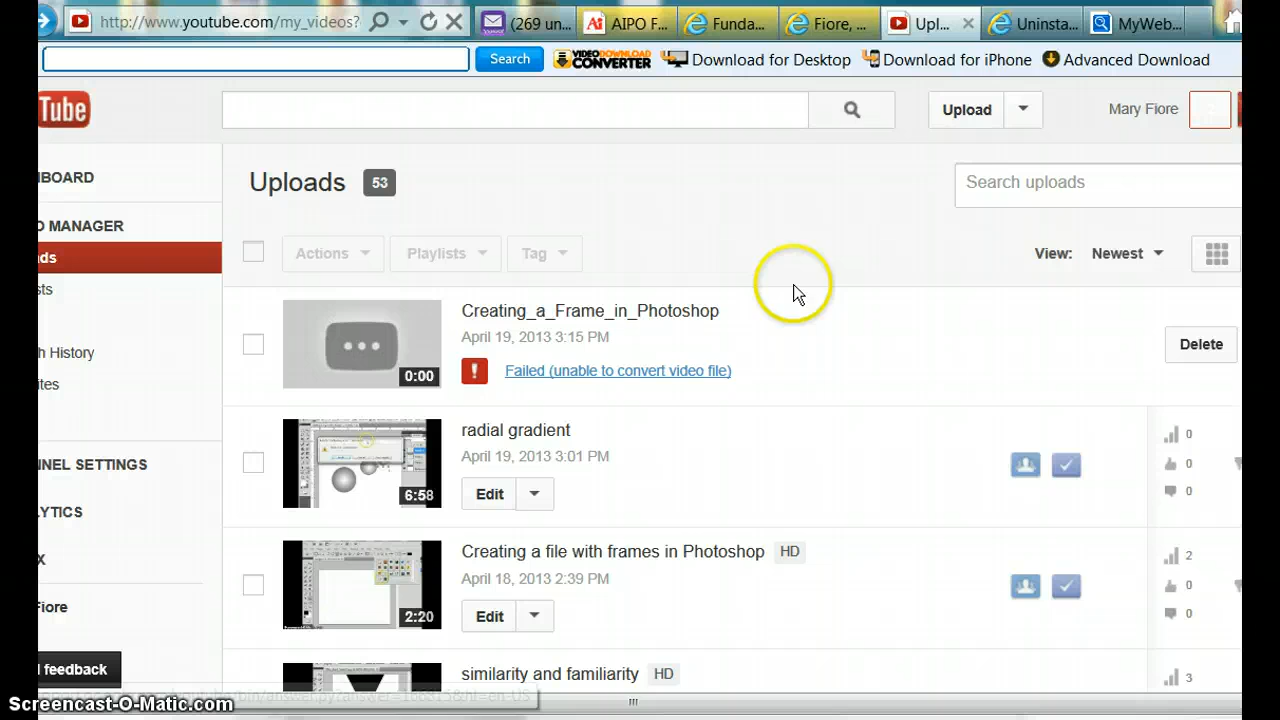 http://www.youtube.com/my_videos?
(269 un...
Ai AIPO F...
Funda...
Fiore, ...
Upl...
Uninsta...
MyWeb...
Search
VIDEO DOWNLOAD CONVERTER
Download for Desktop
Download for iPhone
Advanced Download
Tube
Upload
Mary Fiore
BOARD
Uploads 53
Search uploads
O MANAGER
ds
Actions
Playlists
Tag
View:
Newest
sts
Creating_a_Frame_in_Photoshop
April 19, 2013 3:15 PM
Failed (unable to convert video file)
0:00
Delete
h History
ites
radial gradient
April 19, 2013 3:01 PM
6:58
Edit
0
0
0
NNEL SETTINGS
LYTICS
X
Creating a file with frames in Photoshop HD
April 18, 2013 2:39 PM
2:20
Edit
2
0
0
Fiore
d feedback
similarity and familiarity HD
3
Screencast-O-Matic.com